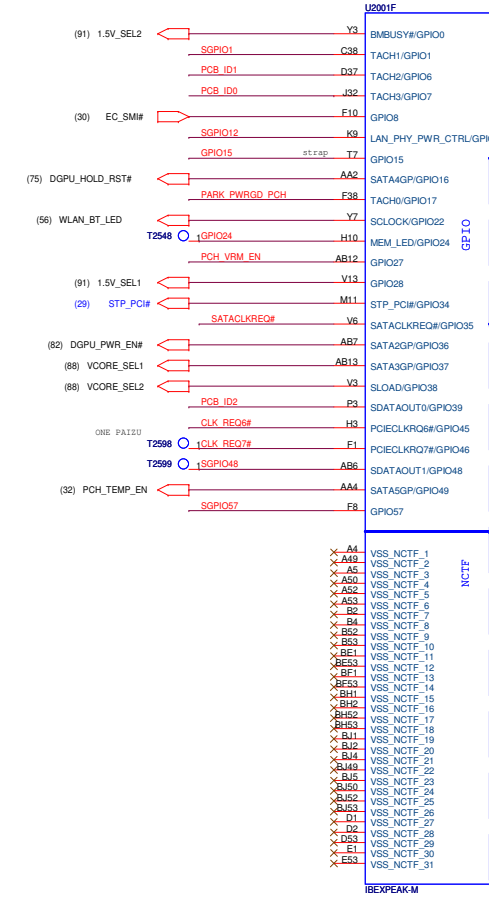 U2001F
(91) 1.5V_SEL2 Y3 BMBUSY#/GPIO0
SGPIO1 C38 TACH1/GPIO1
PCB_ID1 D37 TACH2/GPIO6
PCB_ID0 J32 TACH3/GPIO7
(30) EC_SMI# F10 GPIO8
SGPIO12 K9 LAN_PHY_PWR_CTRL/GPI
GPIO15 strap T7 GPIO15
(75) DGPU_HOLD_RST# AA2 SATA4GP/GPIO16
PARK_PWRGD_PCH F38 TACH0/GPIO17
(56) WLAN_BT_LED Y7 SCLOCK/GPIO22
T2548 1 GPIO24 H10 MEM_LED/GPIO24
GPIO
PCH_VRM_EN AB12 GPIO27
(91) 1.5V_SEL1 V13 GPIO28
(29) STP_PCI# M11 STP_PCI#/GPIO34
SATACLKREQ# V6 SATACLKREQ#/GPIO35
(82) DGPU_PWR_EN# AB7 SATA2GP/GPIO36
(88) VCORE_SEL1 AB13 SATA3GP/GPIO37
(88) VCORE_SEL2 V3 SLOAD/GPIO38
PCB_ID2 P3 SDATAOUT0/GPIO39
CLK_REQ6# H3 PCIECLKRQ6#/GPIO45
ONE PAIZU
T2598 1 CLK_REQ7# F1 PCIECLKRQ7#/GPIO46
T2599 1 SGPIO48 AB6 SDATAOUT1/GPIO48
(32) PCH_TEMP_EN AA4 SATA5GP/GPIO49
SGPIO57 F8 GPIO57
A4 VSS_NCTF_1
A49 VSS_NCTF_2
A5 VSS_NCTF_3
NCTF
A50 VSS_NCTF_4
A52 VSS_NCTF_5
A53 VSS_NCTF_6
B2 VSS_NCTF_7
B4 VSS_NCTF_8
B52 VSS_NCTF_9
B53 VSS_NCTF_10
BE1 VSS_NCTF_11
BE53 VSS_NCTF_12
BF1 VSS_NCTF_13
BF53 VSS_NCTF_14
BH1 VSS_NCTF_15
BH2 VSS_NCTF_16
BH52 VSS_NCTF_17
BH53 VSS_NCTF_18
BJ1 VSS_NCTF_19
BJ2 VSS_NCTF_20
BJ4 VSS_NCTF_21
BJ49 VSS_NCTF_22
BJ5 VSS_NCTF_23
BJ50 VSS_NCTF_24
BJ52 VSS_NCTF_25
BJ53 VSS_NCTF_26
D1 VSS_NCTF_27
D2 VSS_NCTF_28
D53 VSS_NCTF_29
E1 VSS_NCTF_30
E53 VSS_NCTF_31
IBEXPEAK-M